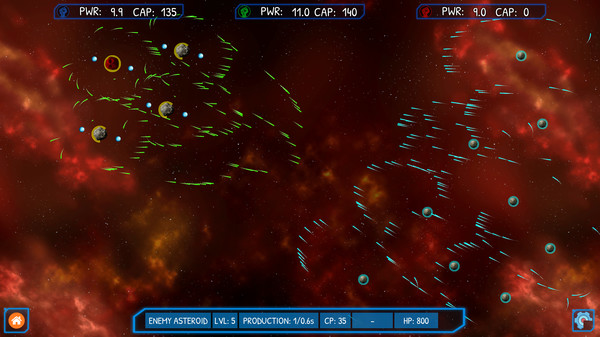 PWR: 9.9 CAP: 135
PWR: 11.0 CAP: 140
PWR: 9.0 CAP: 0
ENEMY ASTEROID LVL: 5 PRODUCTION: 1/0.6s CP: 35 - HP: 800